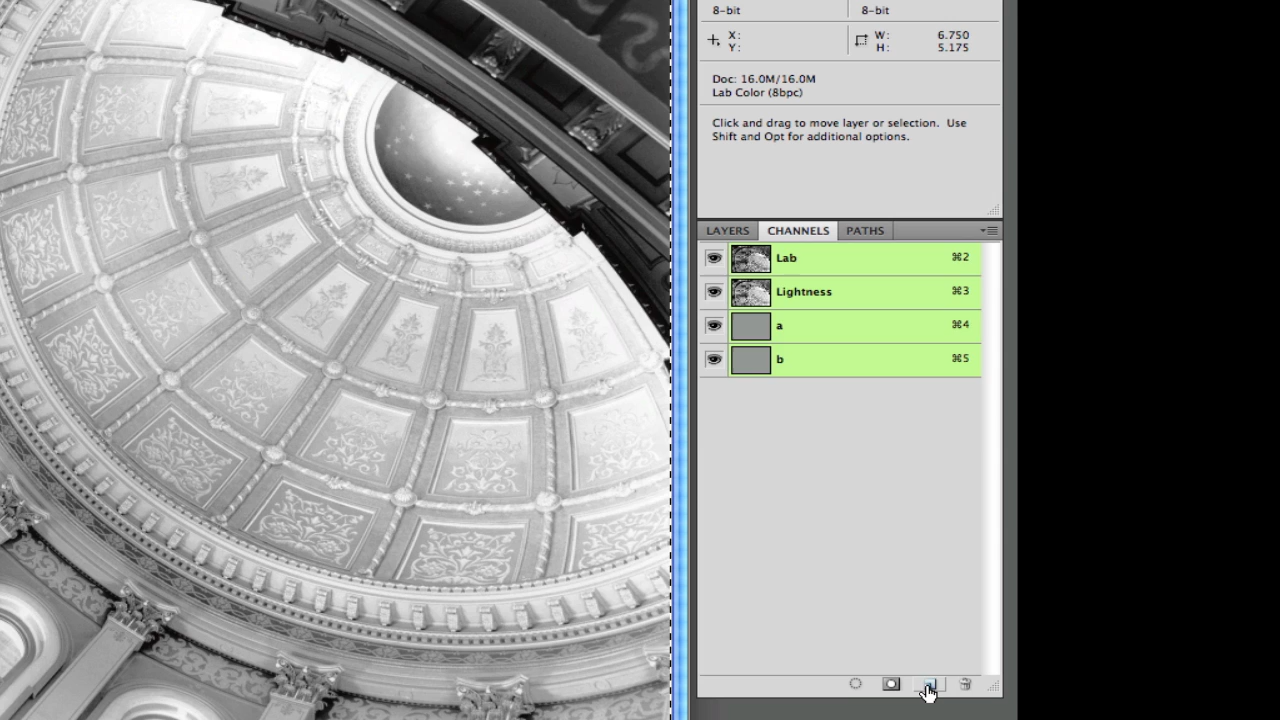 8-bit 8-bit
X: W: 6.750
Y: H: 5.175
Doc: 16.0M/16.0M
Lab Color (8bpc)
Click and drag to move layer or selection. Use
Shift and Opt for additional options.
LAYERS CHANNELS PATHS
Lab ⌘2
Lightness ⌘3
a ⌘4
b ⌘5